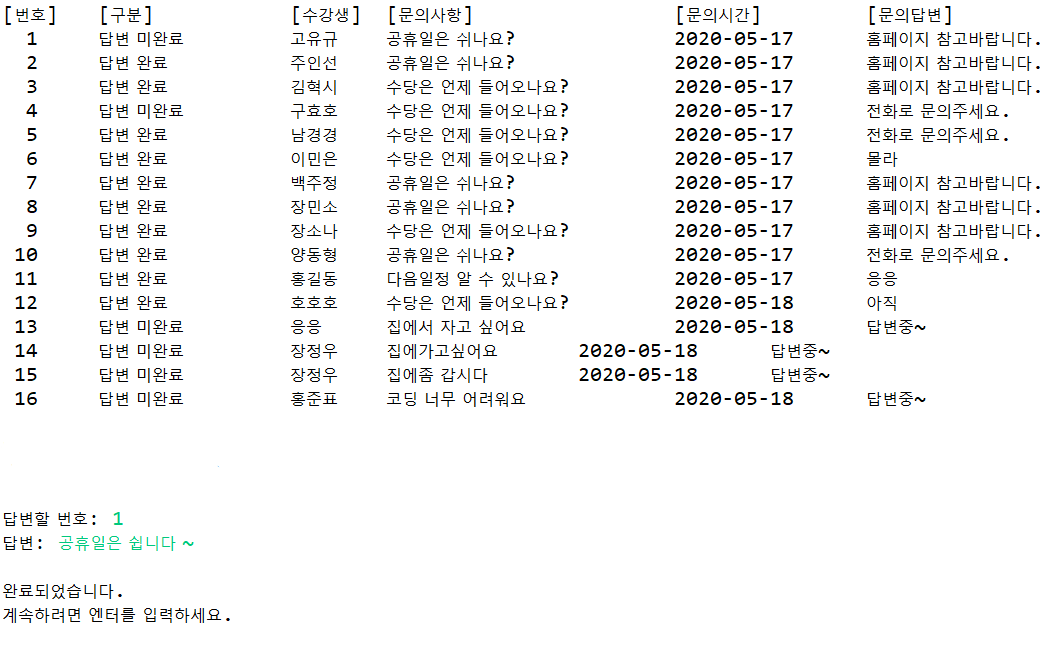 [번호] [구분] [수강생] [문의사항] [문의시간] [문의답변]
1 답변 미완료 고유규 공휴일은 쉬나요? 2020-05-17 홈페이지 참고바랍니다.
2 답변 완료 주인선 공휴일은 쉬나요? 2020-05-17 홈페이지 참고바랍니다.
3 답변 완료 김혁시 수당은 언제 들어오나요? 2020-05-17 홈페이지 참고바랍니다.
4 답변 미완료 구효호 수당은 언제 들어오나요? 2020-05-17 전화로 문의주세요.
5 답변 완료 남경경 수당은 언제 들어오나요? 2020-05-17 전화로 문의주세요.
6 답변 완료 이민은 수당은 언제 들어오나요? 2020-05-17 몰라
7 답변 완료 백주정 공휴일은 쉬나요? 2020-05-17 홈페이지 참고바랍니다.
8 답변 완료 장민소 공휴일은 쉬나요? 2020-05-17 홈페이지 참고바랍니다.
9 답변 완료 장소나 수당은 언제 들어오나요? 2020-05-17 홈페이지 참고바랍니다.
10 답변 완료 양동형 공휴일은 쉬나요? 2020-05-17 전화로 문의주세요.
11 답변 완료 홍길동 다음일정 알 수 있나요? 2020-05-17 응응
12 답변 완료 호호호 수당은 언제 들어오나요? 2020-05-18 아직
13 답변 미완료 응응 집에서 자고 싶어요 2020-05-18 답변중~
14 답변 미완료 장정우 집에가고싶어요 2020-05-18 답변중~
15 답변 미완료 장정우 집에좀 갑시다 2020-05-18 답변중~
16 답변 미완료 홍준표 코딩 너무 어려워요 2020-05-18 답변중~
답변할 번호: 1
답변: 공휴일은 쉽니다 ~
완료되었습니다.
계속하려면 엔터를 입력하세요.